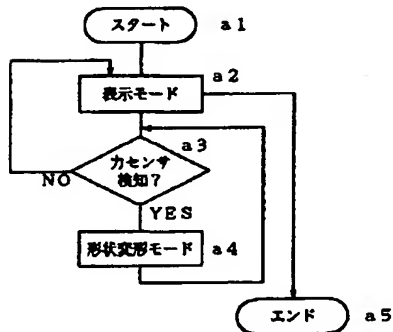 スタート a1
表示モード a2
力センサ a3
検知？
NO
YES
形状変形モード a4
エンド a5